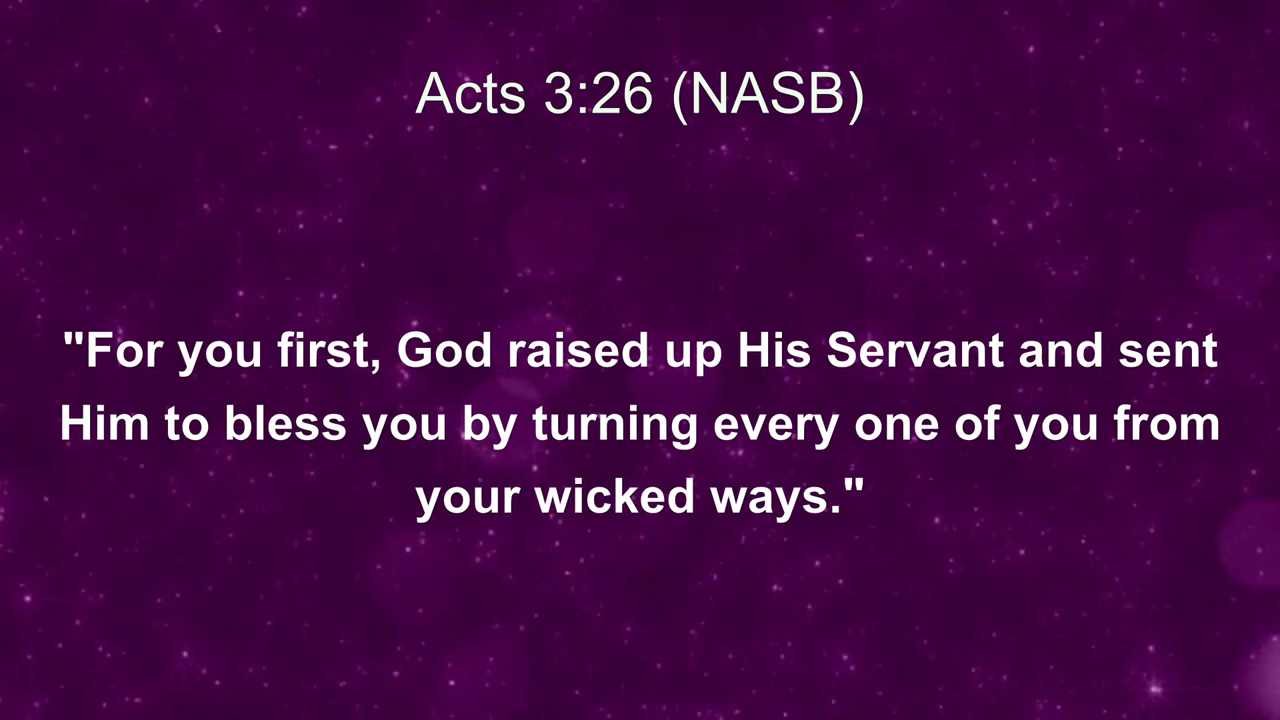 Acts 3:26 (NASB)
"For you first, God raised up His Servant and sent
Him to bless you by turning every one of you from
your wicked ways."